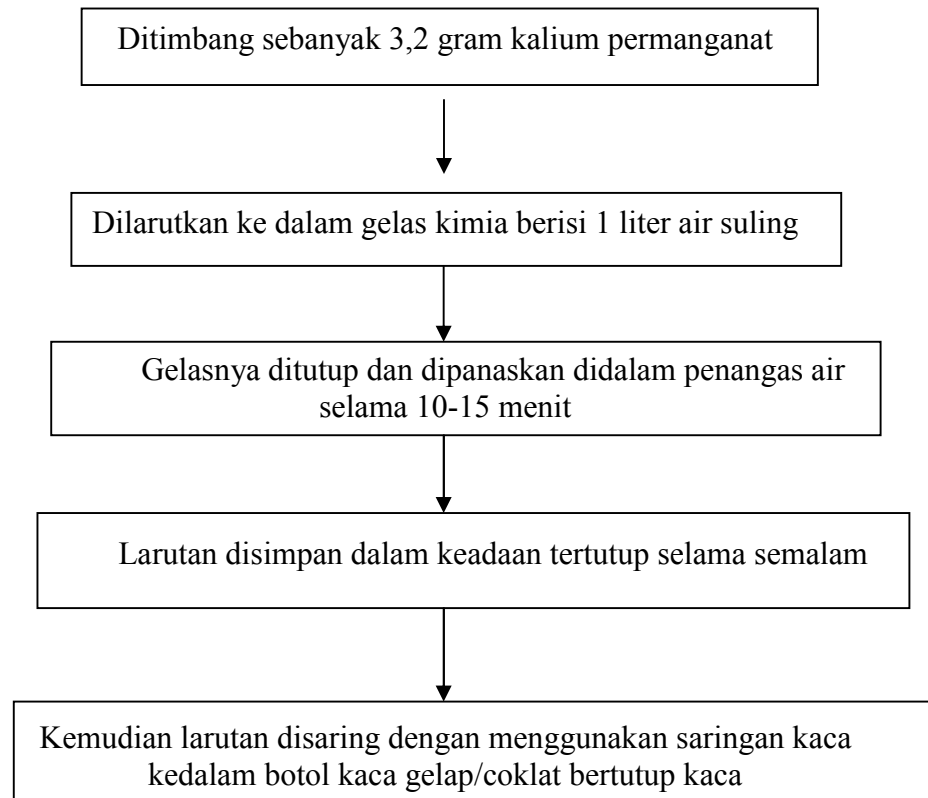 Ditimbang sebanyak 3,2 gram kalium permanganat
Dilarutkan ke dalam gelas kimia berisi 1 liter air suling
Gelasnya ditutup dan dipanaskan didalam penangas air
selama 10-15 menit
Larutan disimpan dalam keadaan tertutup selama semalam
Kemudian larutan disaring dengan menggunakan saringan kaca
kedalam botol kaca gelap/coklat bertutup kaca